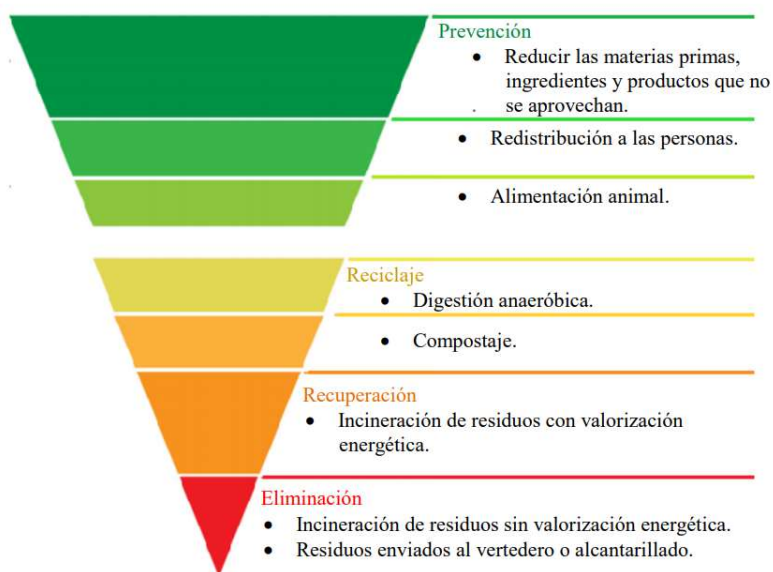 Prevención
• Reducir las materias primas,
ingredientes y productos que no
se aprovechan.
• Redistribución a las personas.
• Alimentación animal.
Reciclaje
• Digestión anaeróbica.
• Compostaje.
Recuperación
• Incineración de residuos con valorización
energética.
Eliminación
• Incineración de residuos sin valorización energética.
• Residuos enviados al vertedero o alcantarillado.